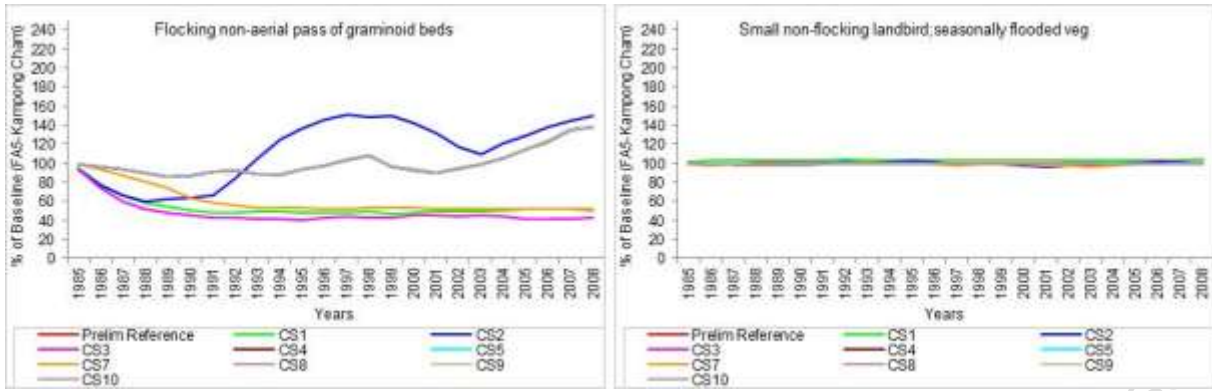 Flocking non-aerial pass of graminoid beds
% of Baseline (FA5-Kampong Cham)
240
220
200
180
160
140
120
100
80
60
40
20
0
1985 1986 1987 1988 1989 1990 1991 1992 1993 1994 1995 1996 1997 1998 1999 2000 2001 2002 2003 2004 2005 2006 2007 2008
Years
Prelim Reference CS1 CS2
CS3 CS4 CS5
CS7 CS8 CS9
CS10
Small non-flocking landbird;seasonally flooded veg
% of Baseline (FA5-Kampong Cham)
240
220
200
180
160
140
120
100
80
60
40
20
0
1985 1986 1987 1988 1989 1990 1991 1992 1993 1994 1995 1996 1997 1998 1999 2000 2001 2002 2003 2004 2005 2006 2007 2008
Years
Prelim Reference CS1 CS2
CS3 CS4 CS5
CS7 CS8 CS9
CS10